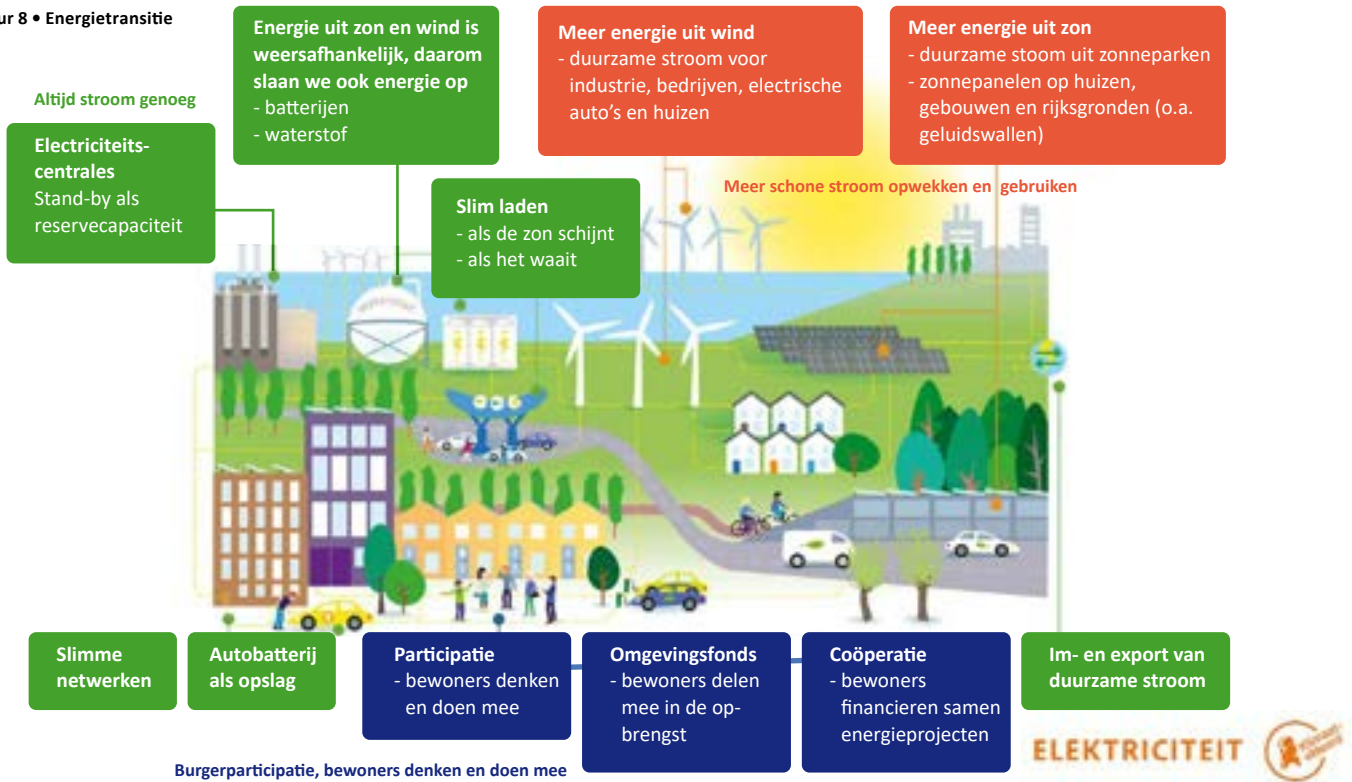 ur 8 • Energietransitie
Energie uit zon en wind is
weersafhankelijk, daarom
slaan we ook energie op
- batterijen
- waterstof
Meer energie uit wind
- duurzame stroom voor
industrie, bedrijven, electrische
auto's en huizen
Meer energie uit zon
- duurzame stoom uit zonneparken
- zonnepanelen op huizen,
gebouwen en rijksgronden (o.a.
geluidswallen)
Altijd stroom genoeg
Electriciteits-
centrales
Stand-by als
reservecapaciteit
Slim laden
- als de zon schijnt
- als het waait
Meer schone stroom opwekken en gebruiken
Slimme
netwerken
Autobatterij
als opslag
Participatie
- bewoners denken
en doen mee
Omgevingsfonds
- bewoners delen
mee in de op-
brengst
Coöperatie
- bewoners
financieren samen
energieprojecten
Im- en export van
duurzame stroom
Burgerparticipatie, bewoners denken en doen mee
ELEKTRICITEIT